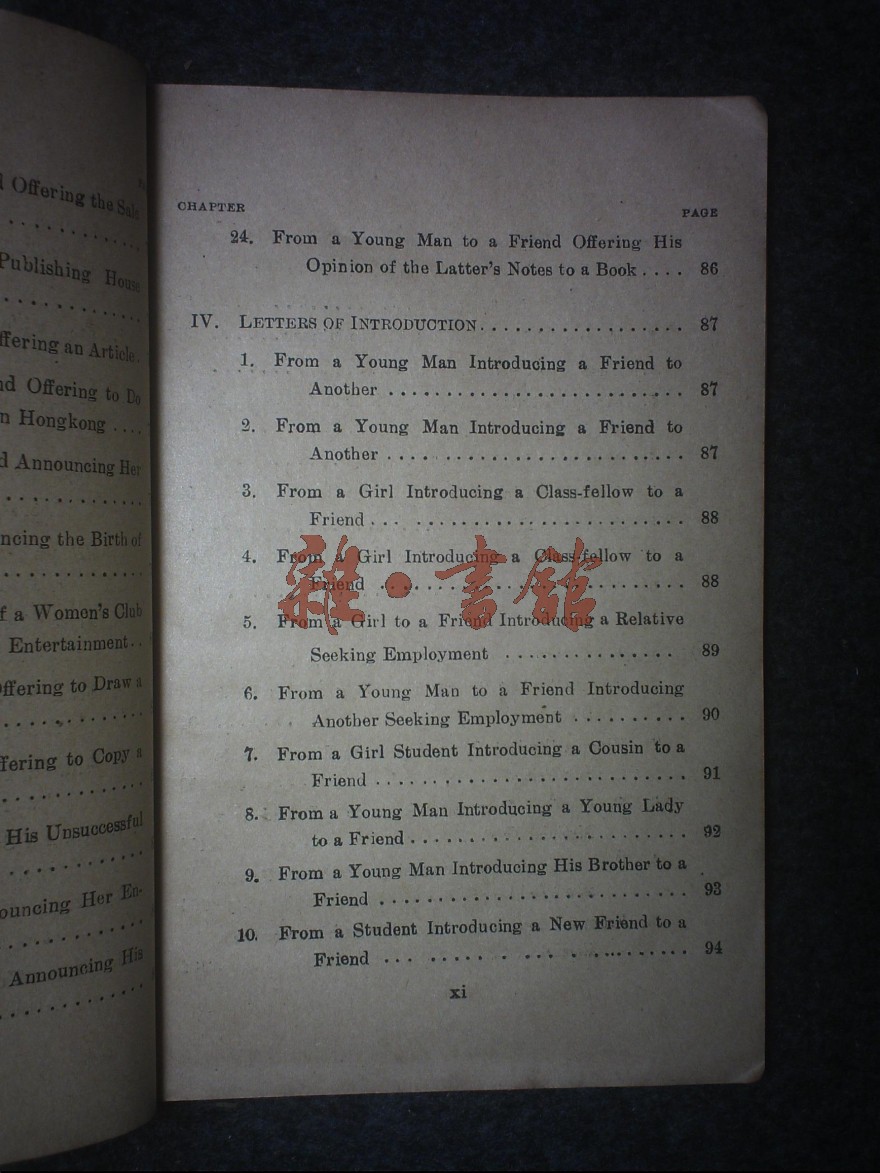 Offering the Sale
Publishing House
ffering an Article.
nd Offering to Do
n Hongkong ....
d Announcing Her
ncing the Birth of
f a Women's Club
Entertainment..
Offering to Draw a
fering to Copy a
His Unsuccessful
ouncing Her En-
Announcing His
CHAPTER PAGE
24. From a Young Man to a Friend Offering His
Opinion of the Latter's Notes to a Book .... 86
IV. LETTERS OF INTRODUCTION ................. 87
1. From a Young Man Introducing a Friend to
Another .......................... 87
2. From a Young Man Introducing a Friend to
Another .......................... 87
3. From a Girl Introducing a Class-fellow to a
Friend ............................ 88
4. From a Girl Introducing a Class-fellow to a
Friend ............................ 88
5. From a Girl to a Friend Introducing a Relative
Seeking Employment ............... 89
6. From a Young Man to a Friend Introducing
Another Seeking Employment .......... 90
7. From a Girl Student Introducing a Cousin to a
Friend ............................ 91
8. From a Young Man Introducing a Young Lady
to a Friend ........................ 92
9. From a Young Man Introducing His Brother to a
Friend ............................ 93
10. From a Student Introducing a New Friend to a
Friend ............................ 94
xi
雜·書館